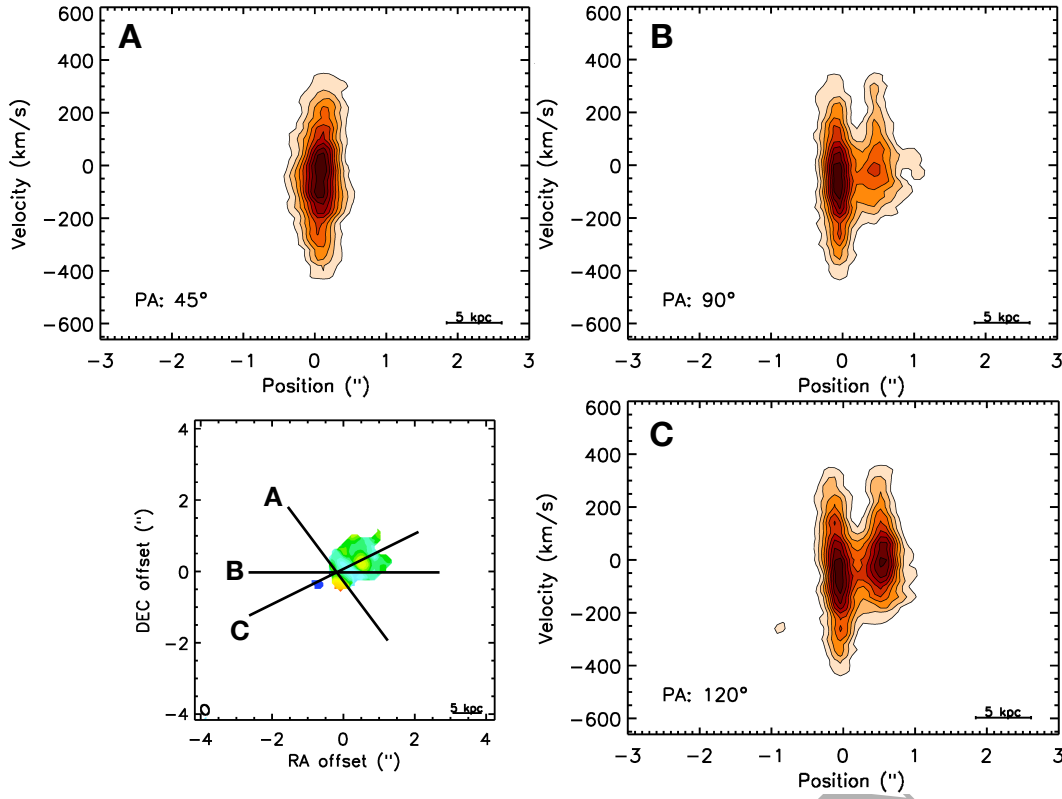 A
600
400
200
0
−200
−400
−600
Velocity (km/s)
PA: 45°
5 kpc
−3 −2 −1 0 1 2 3
Position (")
B
600
400
200
0
−200
−400
−600
Velocity (km/s)
PA: 90°
5 kpc
−3 −2 −1 0 1 2 3
Position (")
4
2
0
−2
−4
DEC offset (")
A
B
C
5 kpc
−4 −2 0 2 4
RA offset (")
C
600
400
200
0
−200
−400
−600
Velocity (km/s)
PA: 120°
5 kpc
−3 −2 −1 0 1 2 3
Position (")